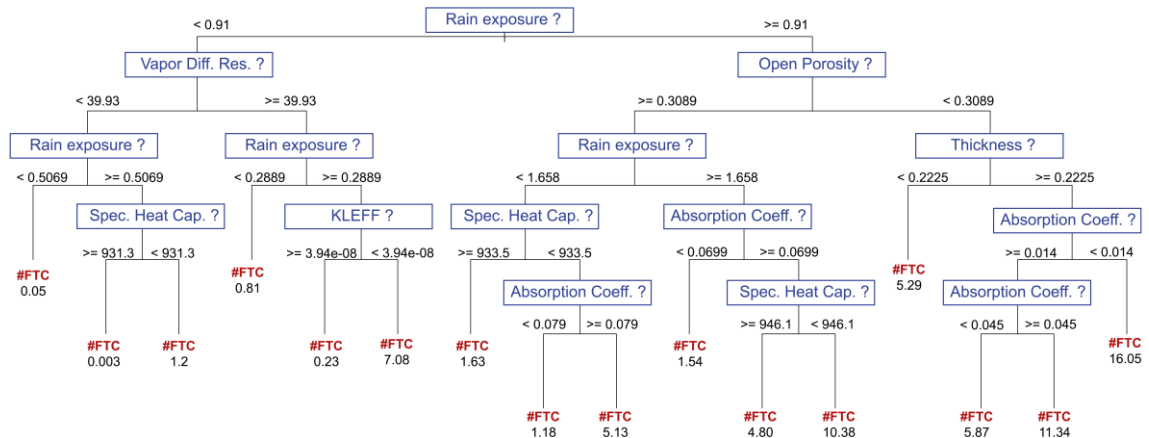 Rain exposure ?
< 0.91
>= 0.91
Vapor Diff. Res. ?
Open Porosity ?
< 39.93
>= 39.93
>= 0.3089
< 0.3089
Rain exposure ?
Rain exposure ?
Rain exposure ?
Thickness ?
< 0.5069
>= 0.5069
< 0.2889
>= 0.2889
< 1.658
>= 1.658
< 0.2225
>= 0.2225
Spec. Heat Cap. ?
KLEFF ?
Spec. Heat Cap. ?
Absorption Coeff. ?
Absorption Coeff. ?
>= 931.3
< 931.3
>= 3.94e-08
< 3.94e-08
>= 933.5
< 933.5
< 0.0699
>= 0.0699
>= 0.014
< 0.014
#FTC
0.05
#FTC
0.81
#FTC
5.29
Absorption Coeff. ?
Spec. Heat Cap. ?
Absorption Coeff. ?
< 0.079
>= 0.079
>= 946.1
< 946.1
< 0.045
>= 0.045
#FTC
0.003
#FTC
1.2
#FTC
0.23
#FTC
7.08
#FTC
1.63
#FTC
1.54
#FTC
16.05
#FTC
1.18
#FTC
5.13
#FTC
4.80
#FTC
10.38
#FTC
5.87
#FTC
11.34